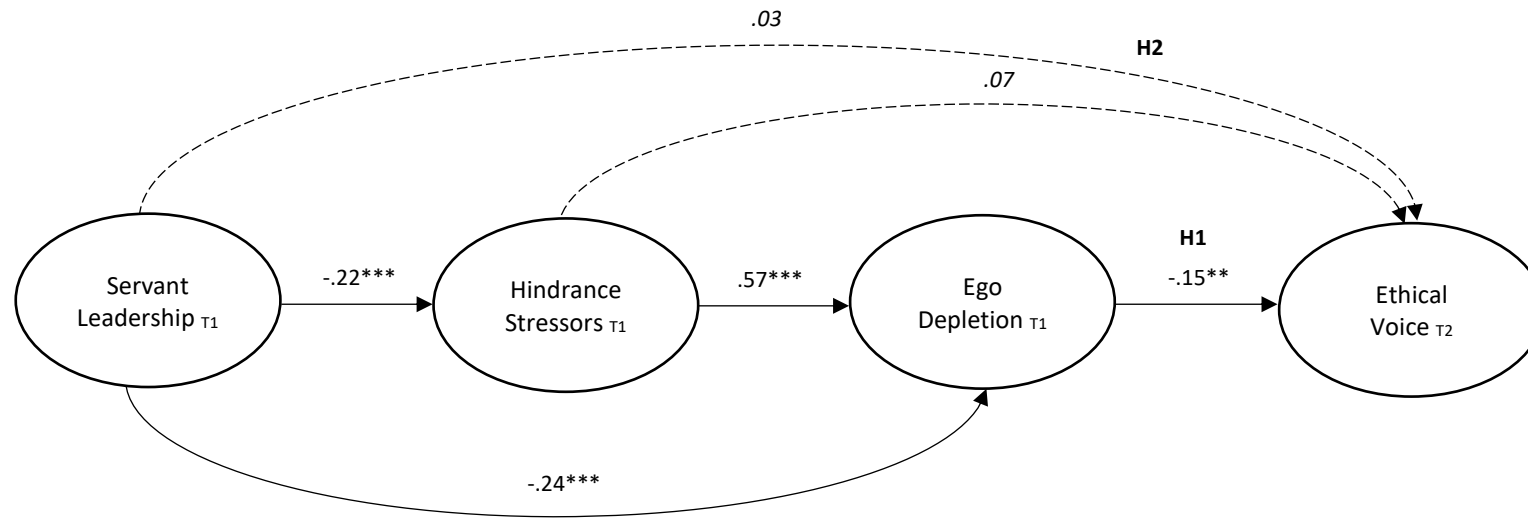 .03
H2
.07
H1
Servant
Leadership T1
-.22***
Hindrance
Stressors T1
.57***
Ego
Depletion T1
-.15**
Ethical
Voice T2
-.24***